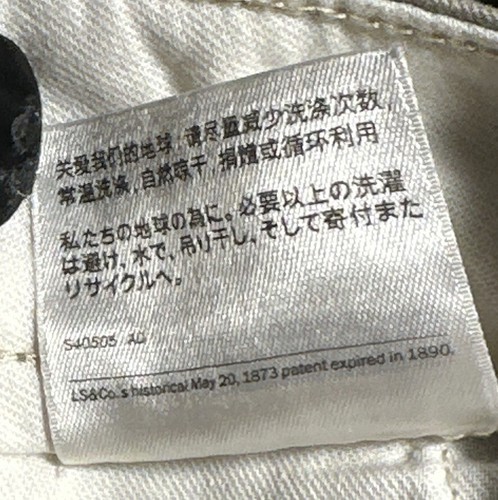 关爱我们的地球, 请尽量减少洗涤次数,
常温洗涤, 自然晾干, 捐赠或循环利用
私たちの地球の為に。必要以上の洗濯
は避け, 水で, 吊り干し, そして寄付また
リサイクルへ。
S40505 AD
LS&Co.'s historical May 20, 1873 patent expired in 1890.